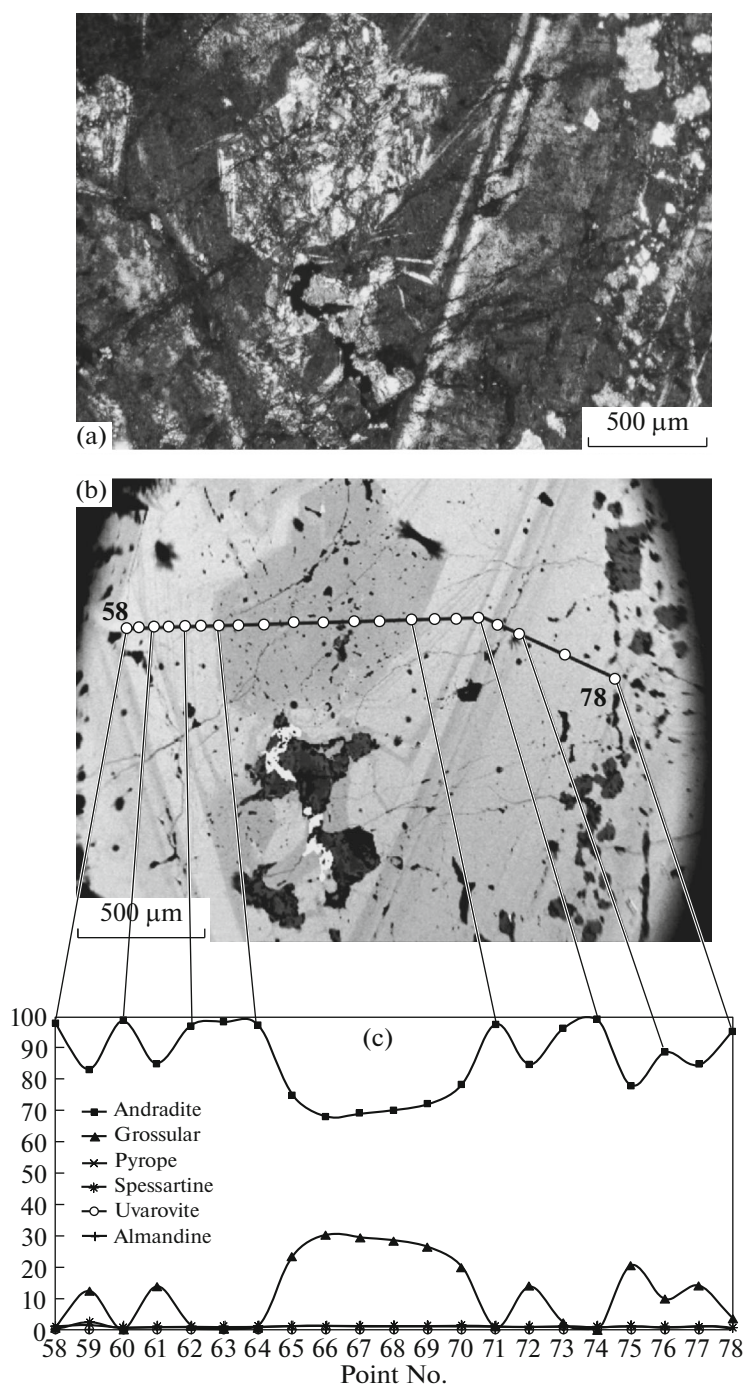 (a)
500 µm
(b)
58
78
500 µm
(c)
100
90
80
70
60
50
40
30
20
10
0
Andradite
Grossular
Pyrope
Spessartine
Uvarovite
Almandine
58 59 60 61 62 63 64 65 66 67 68 69 70 71 72 73 74 75 76 77 78
Point No.